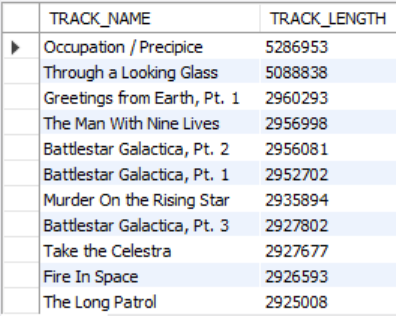 TRACK_NAME TRACK_LENGTH
Occupation / Precipice 5286953
Through a Looking Glass 5088838
Greetings from Earth, Pt. 1 2960293
The Man With Nine Lives 2956998
Battlestar Galactica, Pt. 2 2956081
Battlestar Galactica, Pt. 1 2952702
Murder On the Rising Star 2935894
Battlestar Galactica, Pt. 3 2927802
Take the Celestra 2927677
Fire In Space 2926593
The Long Patrol 2925008